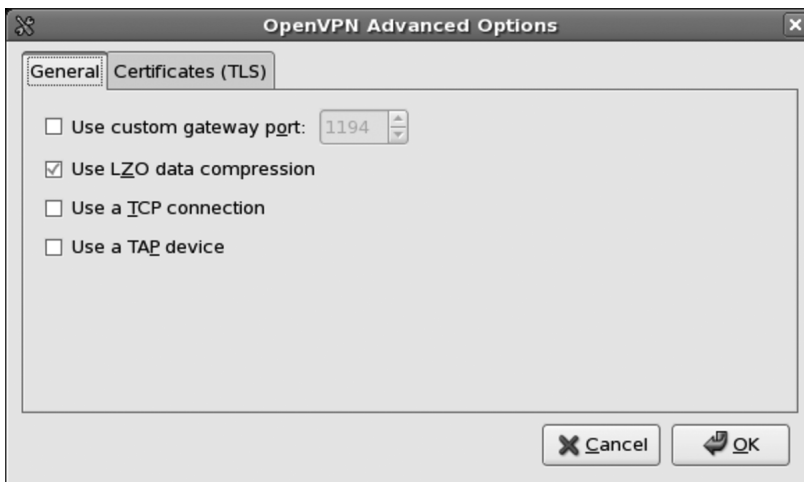 OpenVPN Advanced Options
General Certificates (TLS)
Use custom gateway port: 1194
Use LZO data compression
Use a TCP connection
Use a TAP device
Cancel OK